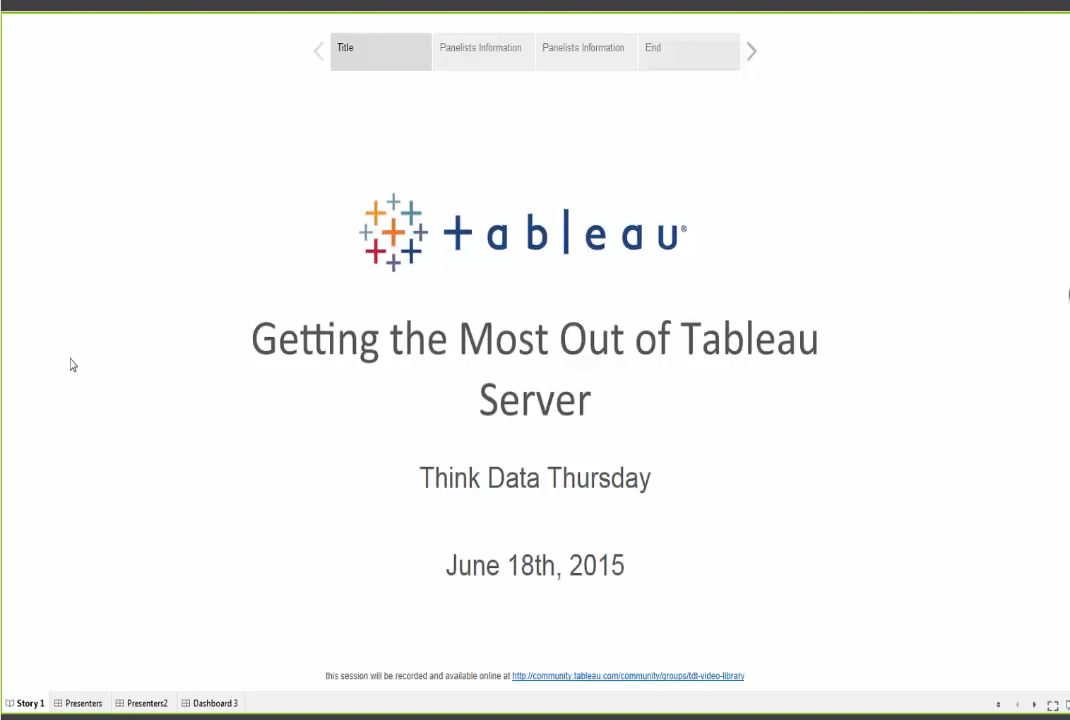 Title
Panelists Information
Panelists Information
End
+ableau®
Getting the Most Out of Tableau
Server
Think Data Thursday
June 18th, 2015
this session will be recorded and available online at http://community.tableau.com/community/groups/tdt-video-library
Story 1
Presenters
Presenters2
Dashboard 3